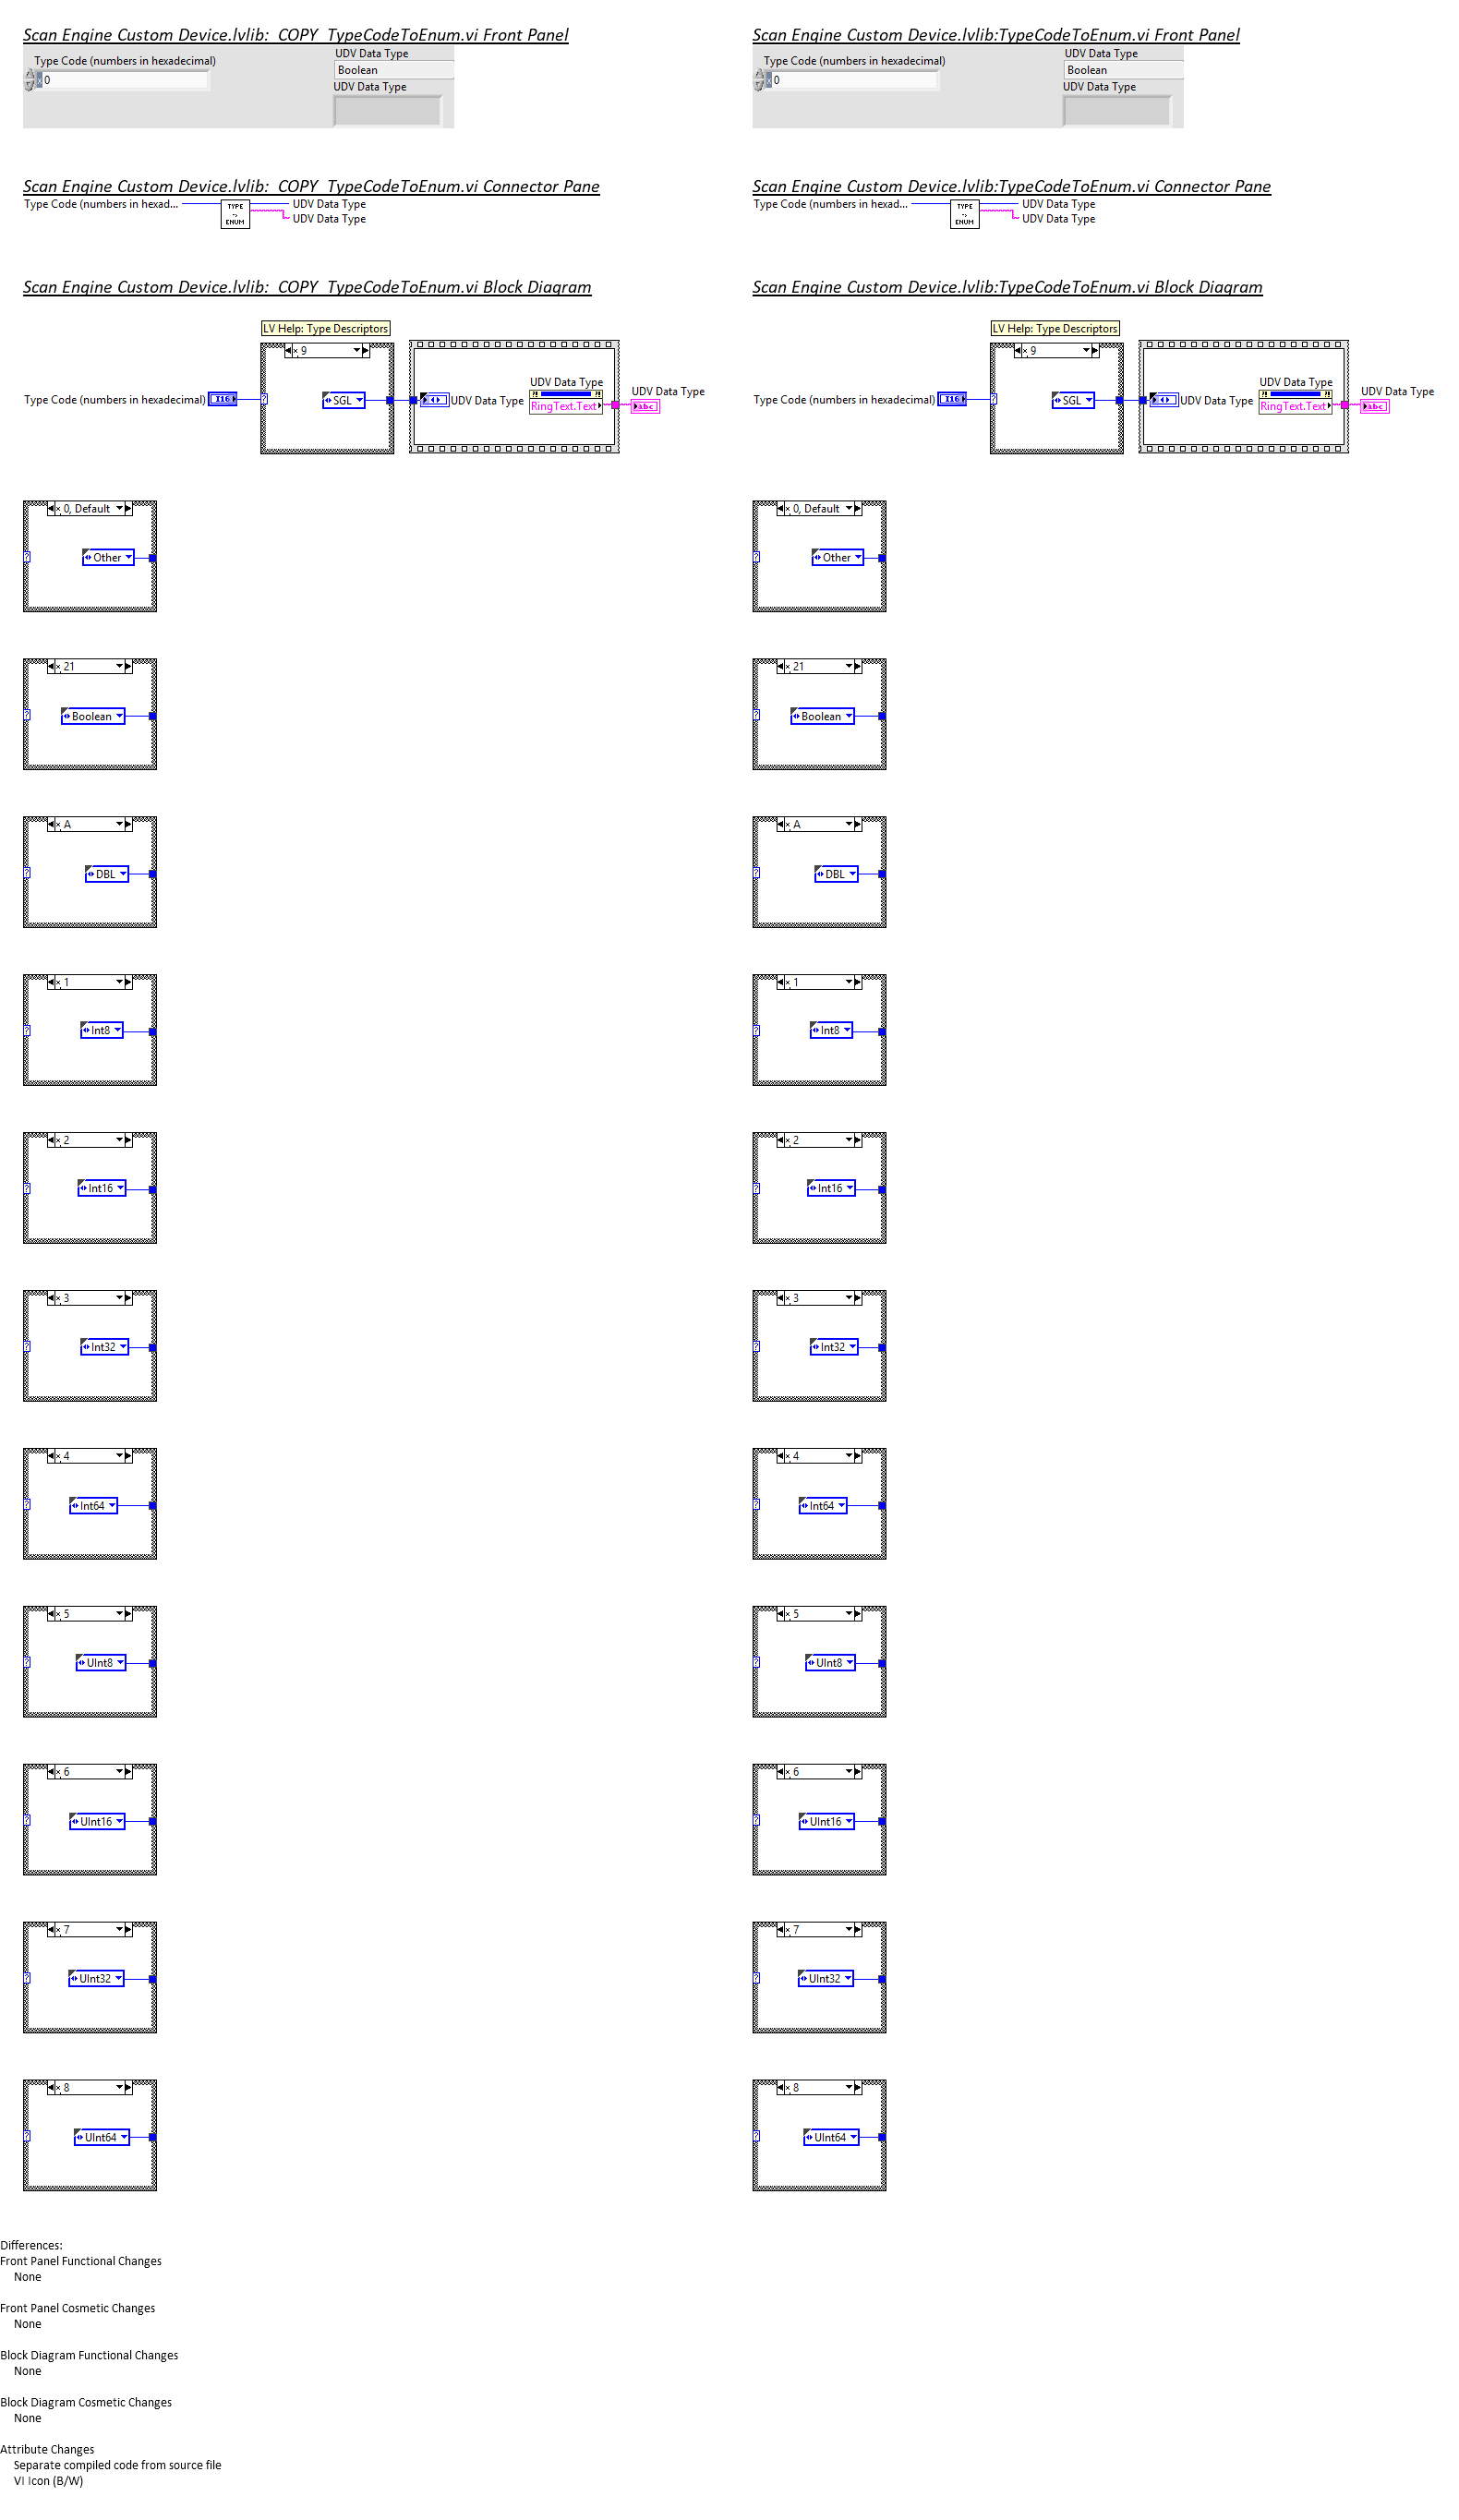 Scan Engine Custom Device.lvlib:  COPY  TypeCodeToEnum.vi Front Panel
Type Code (numbers in hexadecimal)
x 0
UDV Data Type
Boolean
UDV Data Type
Scan Engine Custom Device.lvlib:TypeCodeToEnum.vi Front Panel
Type Code (numbers in hexadecimal)
x 0
UDV Data Type
Boolean
UDV Data Type
Scan Engine Custom Device.lvlib:  COPY  TypeCodeToEnum.vi Connector Pane
Type Code (numbers in hexad...
TYPE
ENUM
UDV Data Type
UDV Data Type
Scan Engine Custom Device.lvlib:TypeCodeToEnum.vi Connector Pane
Type Code (numbers in hexad...
TYPE
ENUM
UDV Data Type
UDV Data Type
Scan Engine Custom Device.lvlib:  COPY  TypeCodeToEnum.vi Block Diagram
LV Help: Type Descriptors
x 9
Type Code (numbers in hexadecimal)
I16
?
SGL
UDV Data Type
UDV Data Type
RingText.Text
UDV Data Type
abc
Scan Engine Custom Device.lvlib:TypeCodeToEnum.vi Block Diagram
LV Help: Type Descriptors
x 9
Type Code (numbers in hexadecimal)
I16
?
SGL
UDV Data Type
UDV Data Type
RingText.Text
UDV Data Type
abc
x 0, Default
? Other
x 0, Default
? Other
x 21
? Boolean
x 21
? Boolean
x A
? DBL
x A
? DBL
x 1
? Int8
x 1
? Int8
x 2
? Int16
x 2
? Int16
x 3
? Int32
x 3
? Int32
x 4
? Int64
x 4
? Int64
x 5
? UInt8
x 5
? UInt8
x 6
? UInt16
x 6
? UInt16
x 7
? UInt32
x 7
? UInt32
x 8
? UInt64
x 8
? UInt64
Differences:
Front Panel Functional Changes
None
Front Panel Cosmetic Changes
None
Block Diagram Functional Changes
None
Block Diagram Cosmetic Changes
None
Attribute Changes
Separate compiled code from source file
VI Icon (B/W)